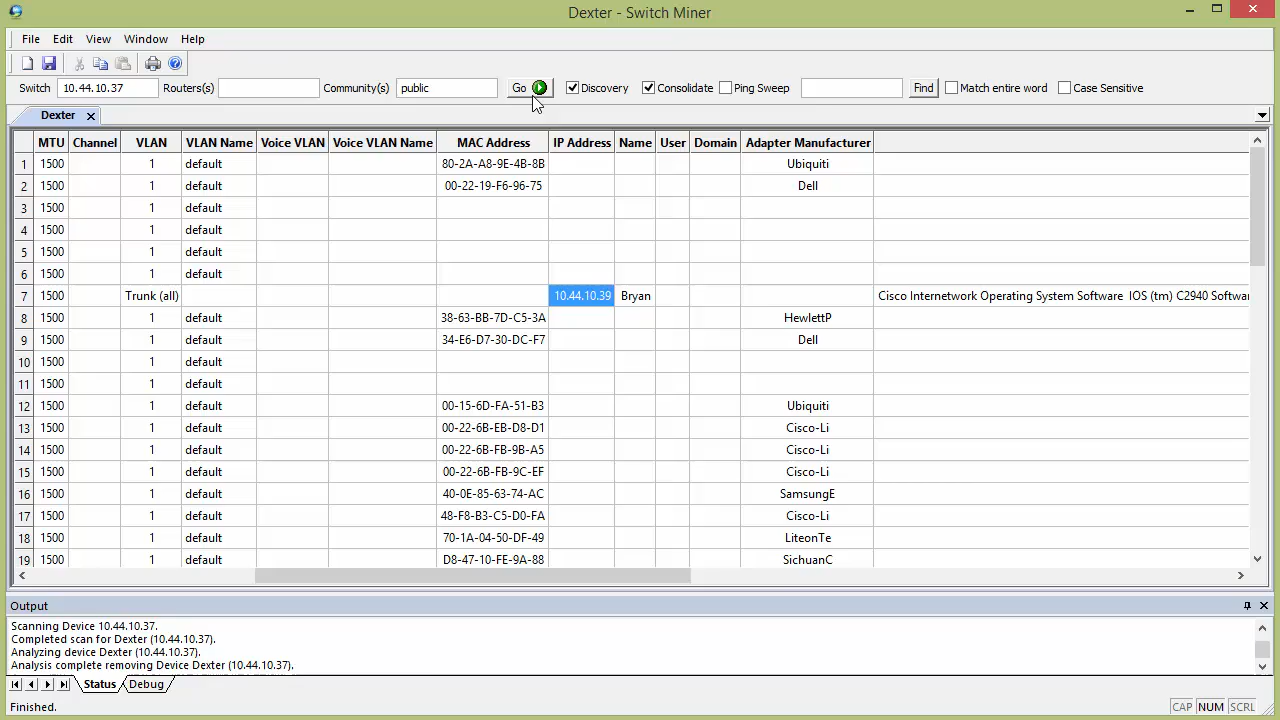 Dexter - Switch Miner
File Edit View Window Help
Switch 10.44.10.37 Routers(s) Community(s) public Go Discovery Consolidate Ping Sweep Find Match entire word Case Sensitive
Dexter
MTU Channel VLAN VLAN Name Voice VLAN Voice VLAN Name MAC Address IP Address Name User Domain Adapter Manufacturer
1 1500 1 default 80-2A-A8-9E-4B-8B Ubiquiti
2 1500 1 default 00-22-19-F6-96-75 Dell
3 1500 1 default
4 1500 1 default
5 1500 1 default
6 1500 1 default
7 1500 Trunk (all) 10.44.10.39 Bryan Cisco Internetwork Operating System Software IOS (tm) C2940 Softwar
8 1500 1 default 38-63-BB-7D-C5-3A HewlettP
9 1500 1 default 34-E6-D7-30-DC-F7 Dell
10 1500 1 default
11 1500 1 default
12 1500 1 default 00-15-6D-FA-51-B3 Ubiquiti
13 1500 1 default 00-22-6B-EB-D8-D1 Cisco-Li
14 1500 1 default 00-22-6B-FB-9B-A5 Cisco-Li
15 1500 1 default 00-22-6B-FB-9C-EF Cisco-Li
16 1500 1 default 40-0E-85-63-74-AC SamsungE
17 1500 1 default 48-F8-B3-C5-D0-FA Cisco-Li
18 1500 1 default 70-1A-04-50-DF-49 LiteonTe
19 1500 1 default D8-47-10-FE-9A-88 SichuanC
Output
Scanning Device 10.44.10.37.
Completed scan for Dexter (10.44.10.37).
Analyzing device Dexter (10.44.10.37).
Analysis complete removing Device Dexter (10.44.10.37).
Status Debug
Finished. CAP NUM SCRL